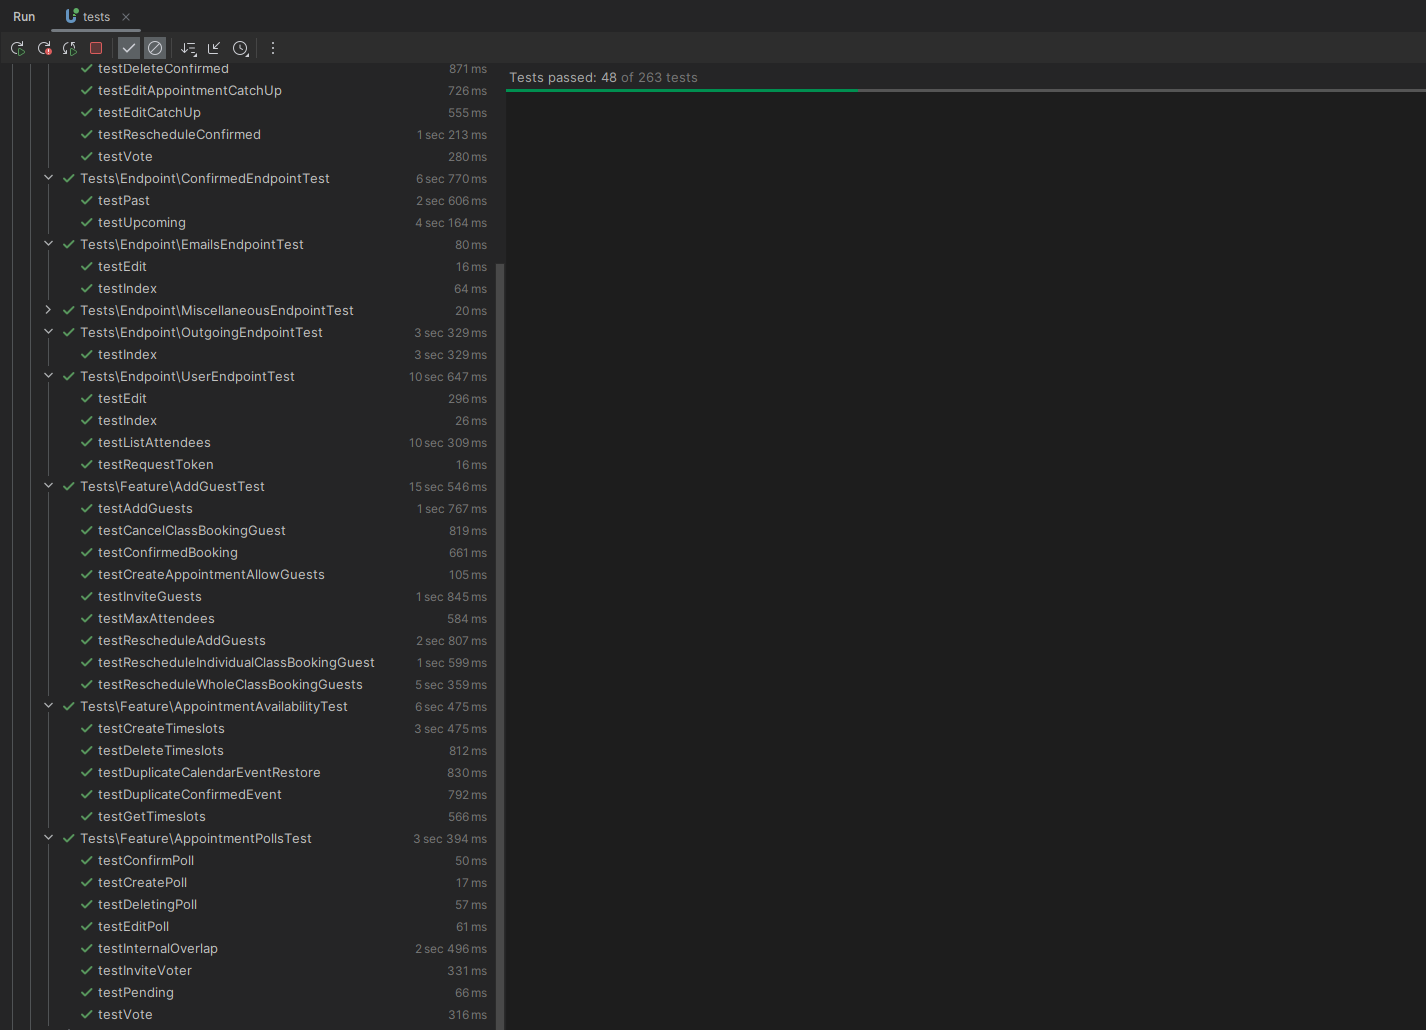 Run tests
Tests passed: 48 of 263 tests
testDeleteConfirmed 871 ms
testEditAppointmentCatchUp 726 ms
testEditCatchUp 555 ms
testRescheduleConfirmed 1 sec 213 ms
testVote 280 ms
Tests\Endpoint\ConfirmedEndpointTest 6 sec 770 ms
testPast 2 sec 606 ms
testUpcoming 4 sec 164 ms
Tests\Endpoint\EmailsEndpointTest 80 ms
testEdit 16 ms
testIndex 64 ms
Tests\Endpoint\MiscellaneousEndpointTest 20 ms
Tests\Endpoint\OutgoingEndpointTest 3 sec 329 ms
testIndex 3 sec 329 ms
Tests\Endpoint\UserEndpointTest 10 sec 647 ms
testEdit 296 ms
testIndex 26 ms
testListAttendees 10 sec 309 ms
testRequestToken 16 ms
Tests\Feature\AddGuestTest 15 sec 546 ms
testAddGuests 1 sec 767 ms
testCancelClassBookingGuest 819 ms
testConfirmedBooking 661 ms
testCreateAppointmentAllowGuests 105 ms
testInviteGuests 1 sec 845 ms
testMaxAttendees 584 ms
testRescheduleAddGuests 2 sec 807 ms
testRescheduleIndividualClassBookingGuest 1 sec 599 ms
testRescheduleWholeClassBookingGuests 5 sec 359 ms
Tests\Feature\AppointmentAvailabilityTest 6 sec 475 ms
testCreateTimeslots 3 sec 475 ms
testDeleteTimeslots 812 ms
testDuplicateCalendarEventRestore 830 ms
testDuplicateConfirmedEvent 792 ms
testGetTimeslots 566 ms
Tests\Feature\AppointmentPollsTest 3 sec 394 ms
testConfirmPoll 50 ms
testCreatePoll 17 ms
testDeletingPoll 57 ms
testEditPoll 61 ms
testInternalOverlap 2 sec 496 ms
testInviteVoter 331 ms
testPending 66 ms
testVote 316 ms